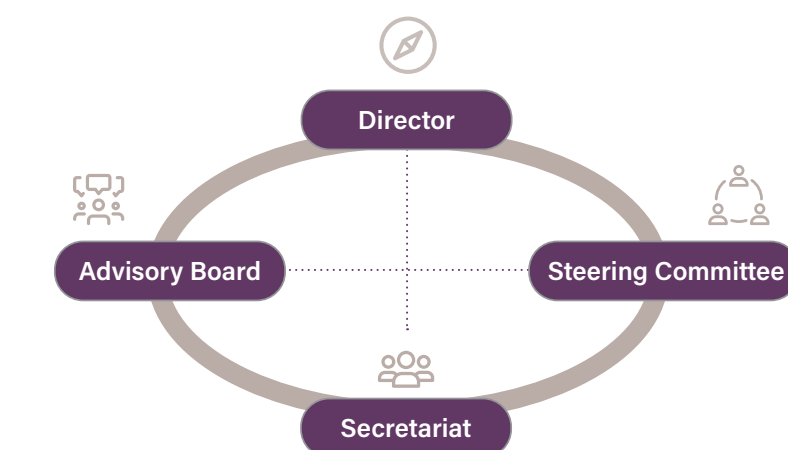 Director
Advisory Board
Steering Committee
Secretariat